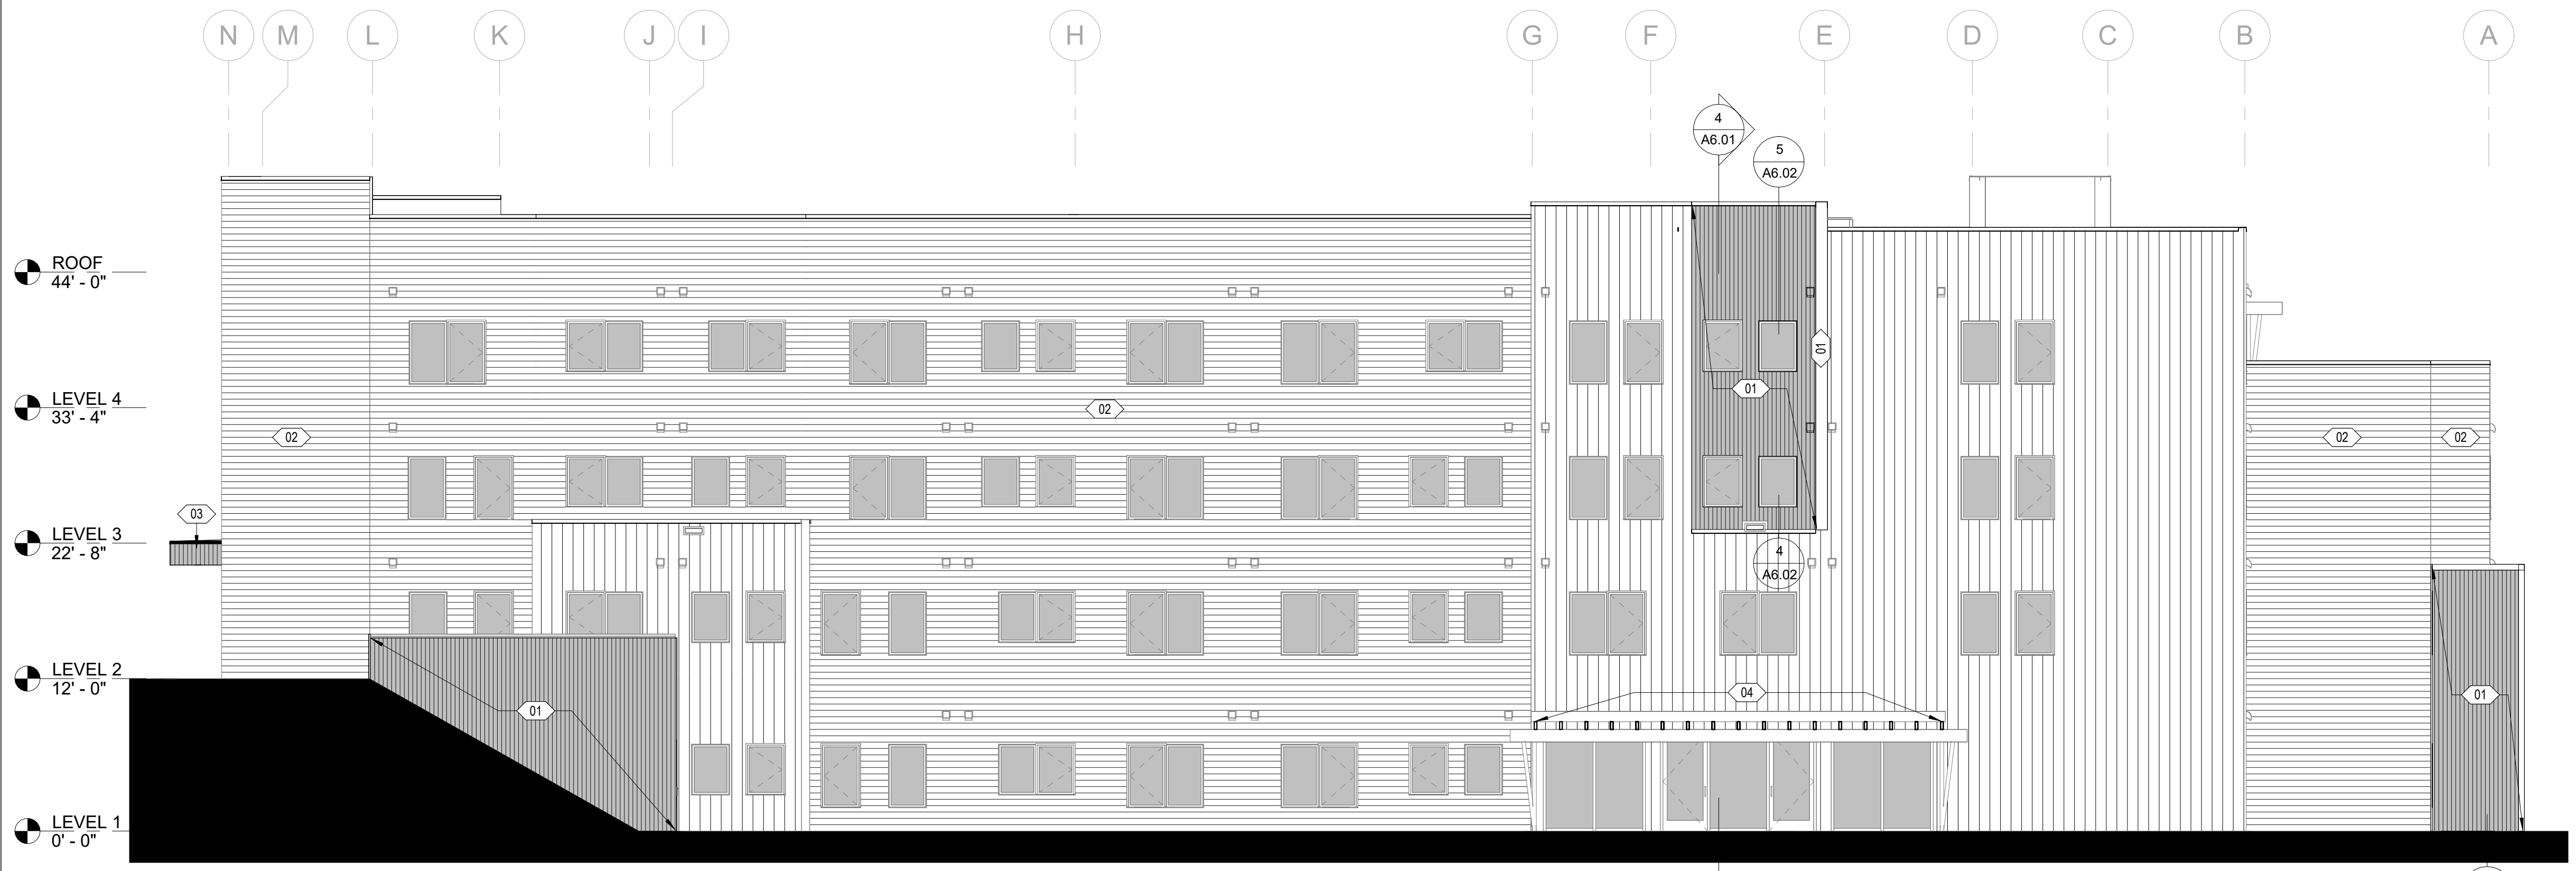 N M L K J I H G F E D C B A
4
A6.01
5
A6.02
ROOF
44' - 0"
01
01
LEVEL 4
33' - 4"
02
02
02
02
03
LEVEL 3
22' - 8"
4
A6.02
LEVEL 2
12' - 0"
01
04
01
LEVEL 1
0' - 0"